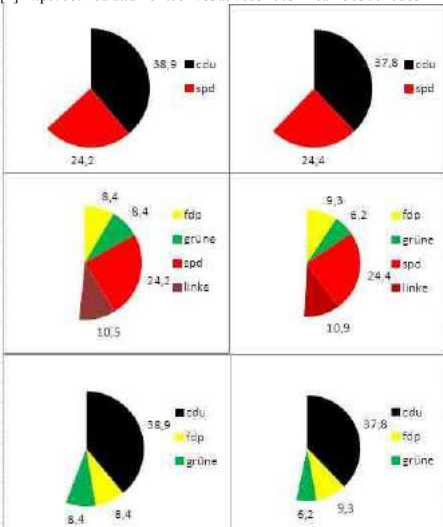 38,9 cdu
spd
24,2
37,8 cdu
spd
24,4
8,4
8,4
fdp
grüne
spd
24,2
linke
10,5
9,3
6,2
fdp
grüne
spd
24,4
linke
10,9
38,9
cdu
fdp
grüne
8,4
8,4
37,8
cdu
fdp
grüne
6,2
9,3